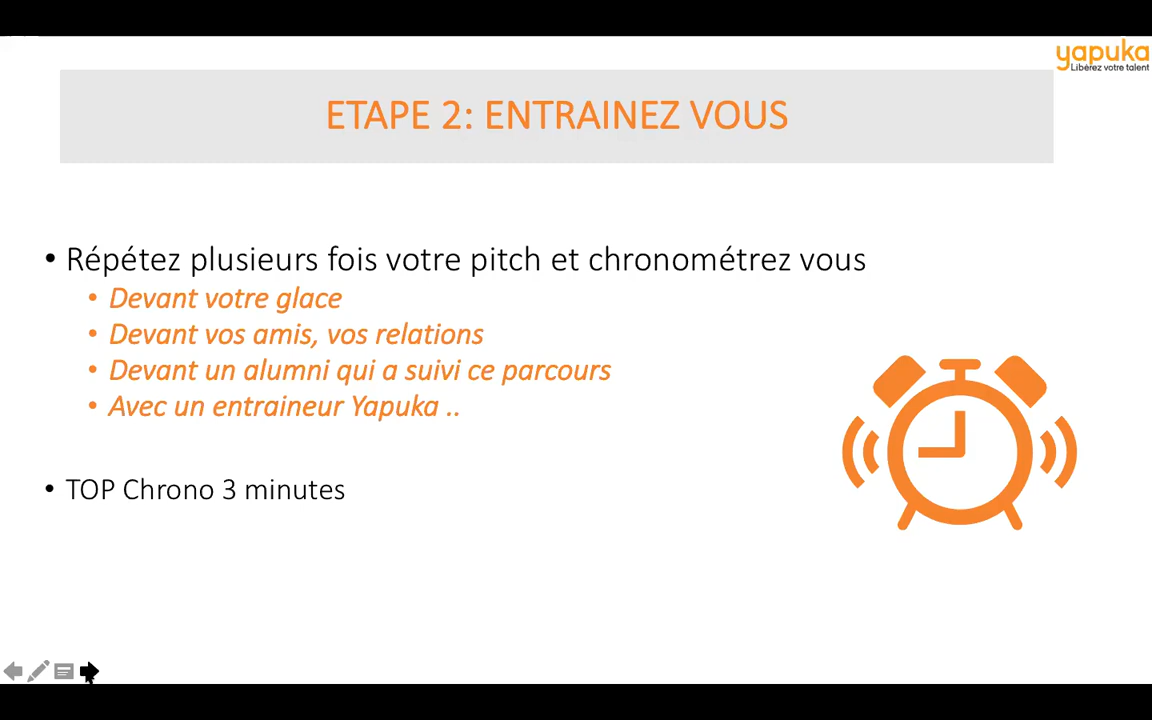 yapuka
Libérez votre talent
ETAPE 2: ENTRAINEZ VOUS
• Répétez plusieurs fois votre pitch et chronométrez vous
• Devant votre glace
• Devant vos amis, vos relations
• Devant un alumni qui a suivi ce parcours
• Avec un entraineur Yapuka ..
• TOP Chrono 3 minutes